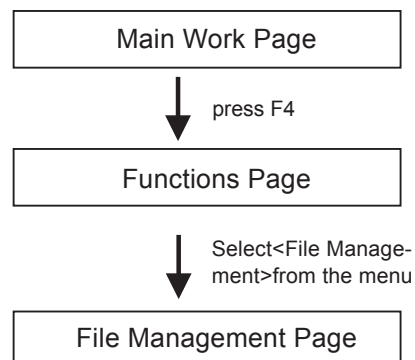 Main Work Page
press F4
Functions Page
Select<File Manage-
ment>from the menu
File Management Page